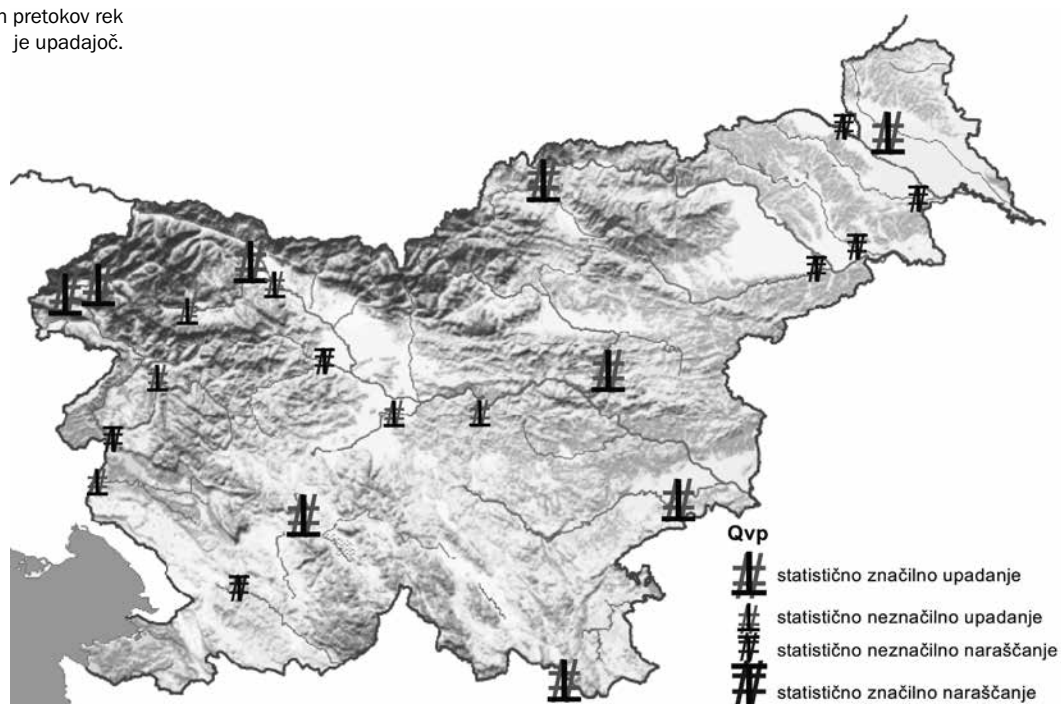 pretokov rek
je upadajoč.
Qvp
statistično značilno upadanje
statistično neznačilno upadanje
statistično neznačilno naraščanje
statistično značilno naraščanje